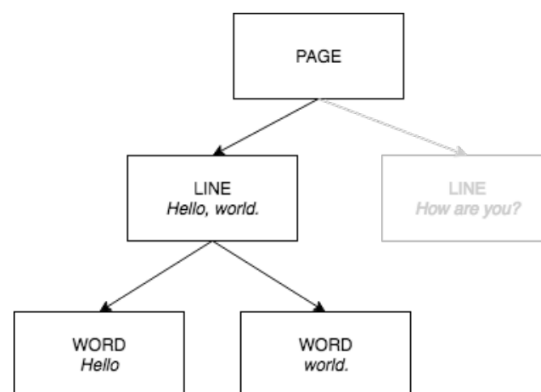 PAGE
LINE
Hello, world.
LINE
How are you?
WORD
Hello
WORD
world.